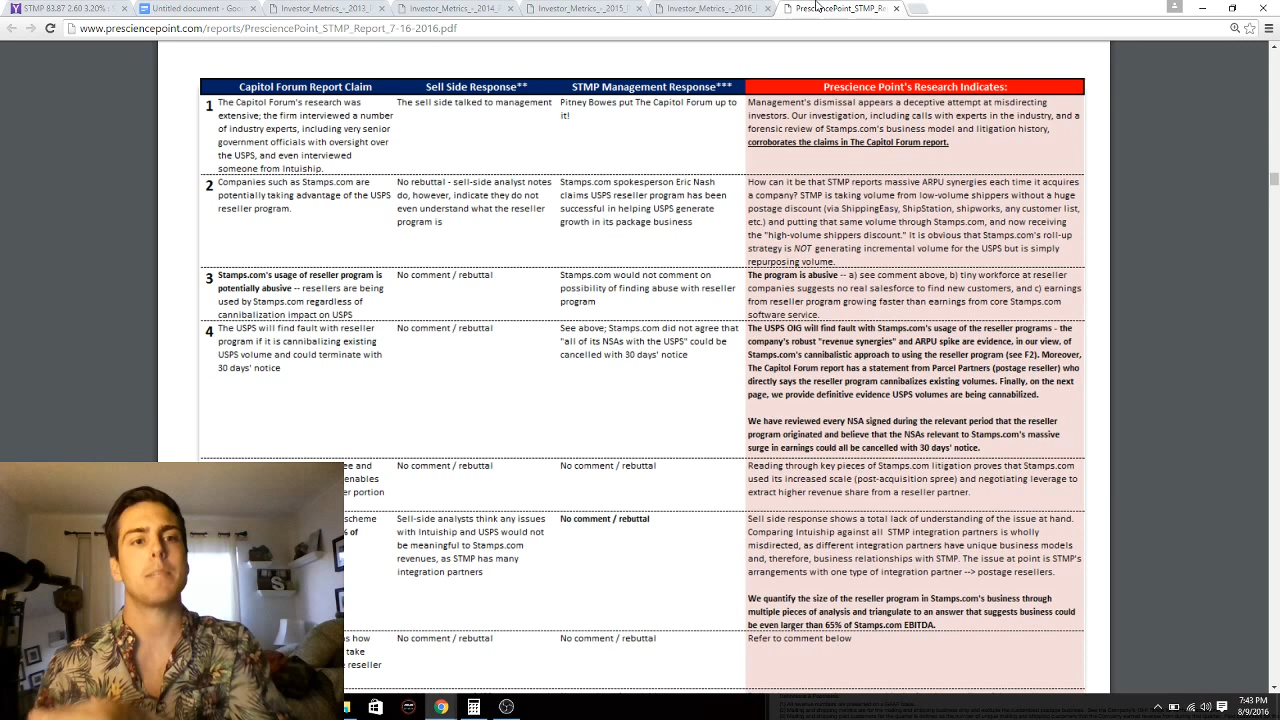 STMP 83.87 2.60 3.20% :
Untitled document - Goo
Investor_Metrics_-_2013_
Investor_Metrics_-_2014_
Investor_Metrics_-_2015_
Investor_Metrics_-_2016_
PresciencePoint_STMP_Re
www.presciencepoint.com/reports/PresciencePoint_STMP_Report_7-16-2016.pdf
Capitol Forum Report Claim
Sell Side Response**
STMP Management Response***
Prescience Point's Research Indicates:
1
The Capitol Forum's research was
extensive; the firm interviewed a number
of industry experts, including very senior
government officials with oversight over
the USPS, and even interviewed
someone from Intuiship.
The sell side talked to management
Pitney Bowes put The Capitol Forum up to
it!
Management's dismissal appears a deceptive attempt at misdirecting
investors. Our investigation, including calls with experts in the industry, and a
forensic review of Stamps.com's business model and litigation history,
corroborates the claims in The Capitol Forum report.
2
Companies such as Stamps.com are
potentially taking advantage of the USPS
reseller program.
No rebuttal - sell-side analyst notes
do, however, indicate they do not
even understand what the reseller
program is
Stamps.com spokesperson Eric Nash
claims USPS reseller program has been
successful in helping USPS generate
growth in its package business
How can it be that STMP reports massive ARPU synergies each time it acquires
a company? STMP is taking volume from low-volume shippers without a huge
postage discount (via ShippingEasy, ShipStation, shipworks, any customer list,
etc.) and putting that same volume through Stamps.com, and now receiving
the "high-volume shippers discount." It is obvious that Stamps.com's roll-up
strategy is NOT generating incremental volume for the USPS but is simply
repurposing volume.
3
Stamps.com's usage of reseller program is
potentially abusive -- resellers are being
used by Stamps.com regardless of
cannibalization impact on USPS
No comment / rebuttal
Stamps.com would not comment on
possibility of finding abuse with reseller
program
The program is abusive -- a) see comment above, b) tiny workforce at reseller
companies suggests no real salesforce to find new customers, and c) earnings
from reseller program growing faster than earnings from core Stamps.com
software service.
4
The USPS will find fault with reseller
program if it is cannibalizing existing
USPS volume and could terminate with
30 days' notice
No comment / rebuttal
See above; Stamps.com did not agree that
"all of its NSAs with the USPS" could be
cancelled with 30 days' notice
The USPS OIG will find fault with Stamps.com's usage of the reseller programs - the
company's robust "revenue synergies" and ARPU spike are evidence, in our view, of
Stamps.com's cannibalistic approach to using the reseller program (see F2). Moreover,
The Capitol Forum report has a statement from Parcel Partners (postage reseller) who
directly says the reseller program cannibalizes existing volumes. Finally, on the next
page, we provide definitive evidence USPS volumes are being cannabilized.
We have reviewed every NSA signed during the relevant period that the reseller
program originated and believe that the NSAs relevant to Stamps.com's massive
surge in earnings could all be cancelled with 30 days' notice.
ee and
enables
er portion
No comment / rebuttal
No comment / rebuttal
Reading through key pieces of Stamps.com litigation proves that Stamps.com
used its increased scale (post-acquisition spree) and negotiating leverage to
extract higher revenue share from a reseller partner.
scheme
% of
Sell-side analysts think any issues
with Intuiship and USPS would not
be meaningful to Stamps.com
revenues, as STMP has many
integration partners
No comment / rebuttal
Sell side response shows a total lack of understanding of the issue at hand.
Comparing Intuiship against all STMP integration partners is wholly
misdirected, as different integration partners have unique business models
and, therefore, business relationships with STMP. The issue at point is STMP's
arrangements with one type of integration partner --> postage resellers.
We quantify the size of the reseller program in Stamps.com's business through
multiple pieces of analysis and triangulate to an answer that suggests business could
be even larger than 65% of Stamps.com EBITDA.
as how
take
e reseller
No comment / rebuttal
No comment / rebuttal
Refer to comment below
7:43 PM
8/9/2016